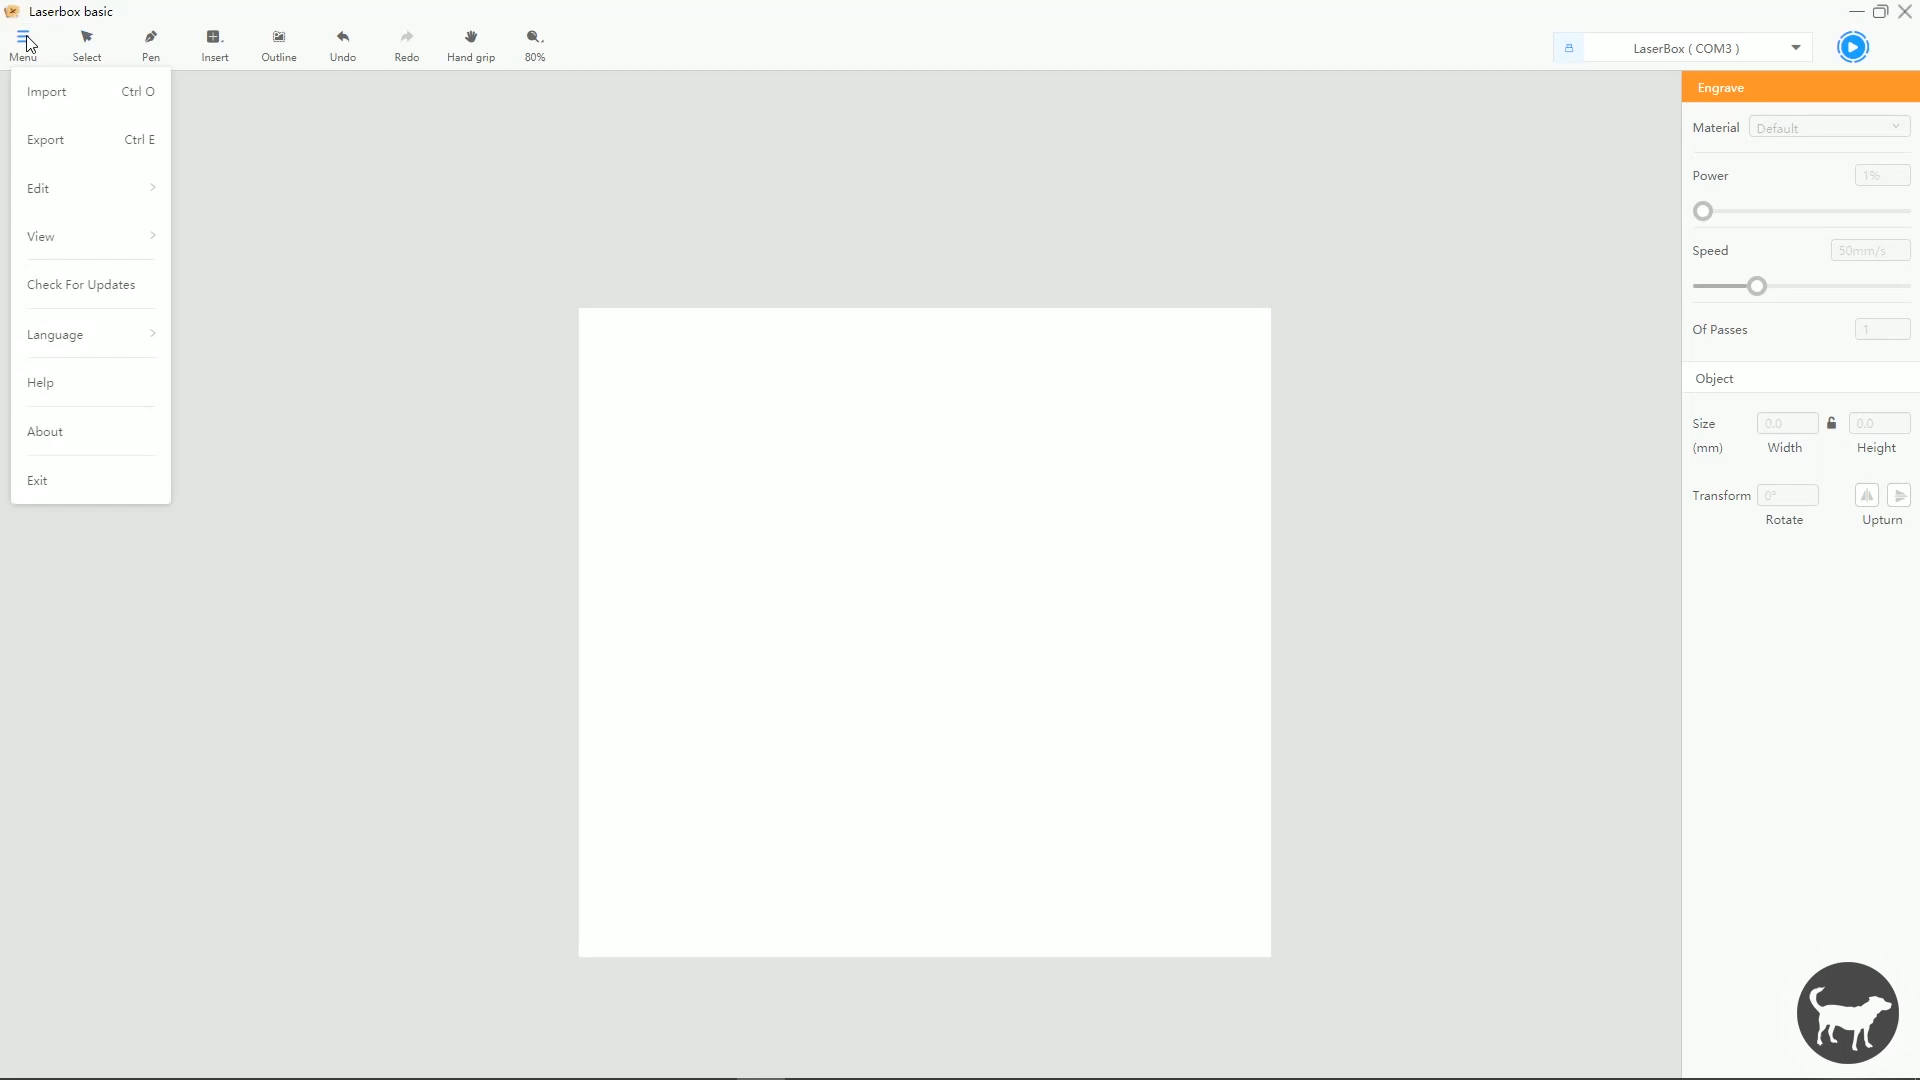 Laserbox basic
Menu Select Pen Insert Outline Undo Redo Hand grip 80%
LaserBox ( COM3 )
Import Ctrl O
Export Ctrl E
Edit
View
Check For Updates
Language
Help
About
Exit
Engrave
Material Default
Power 1%
Speed 50mm/s
Of Passes 1
Object
Size 0.0 0.0
(mm) Width Height
Transform 0°
Rotate Upturn